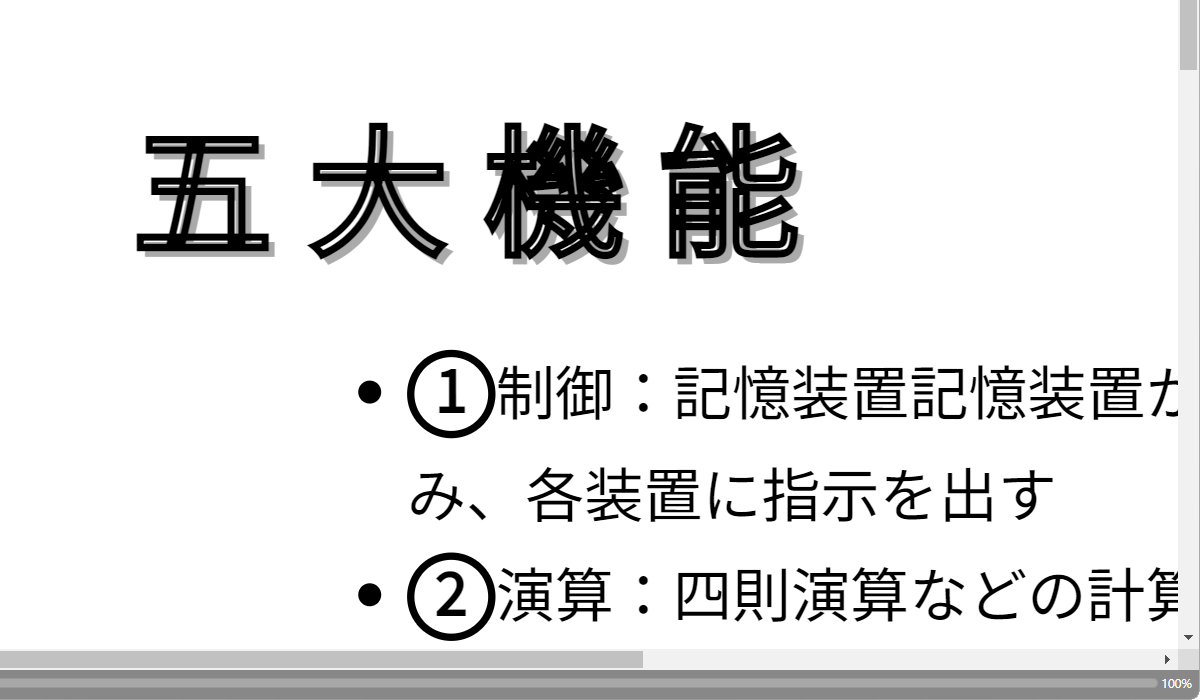 五大機能
①制御：記憶装置記憶装置か
み、各装置に指示を出す
②演算：四則演算などの計算
100%